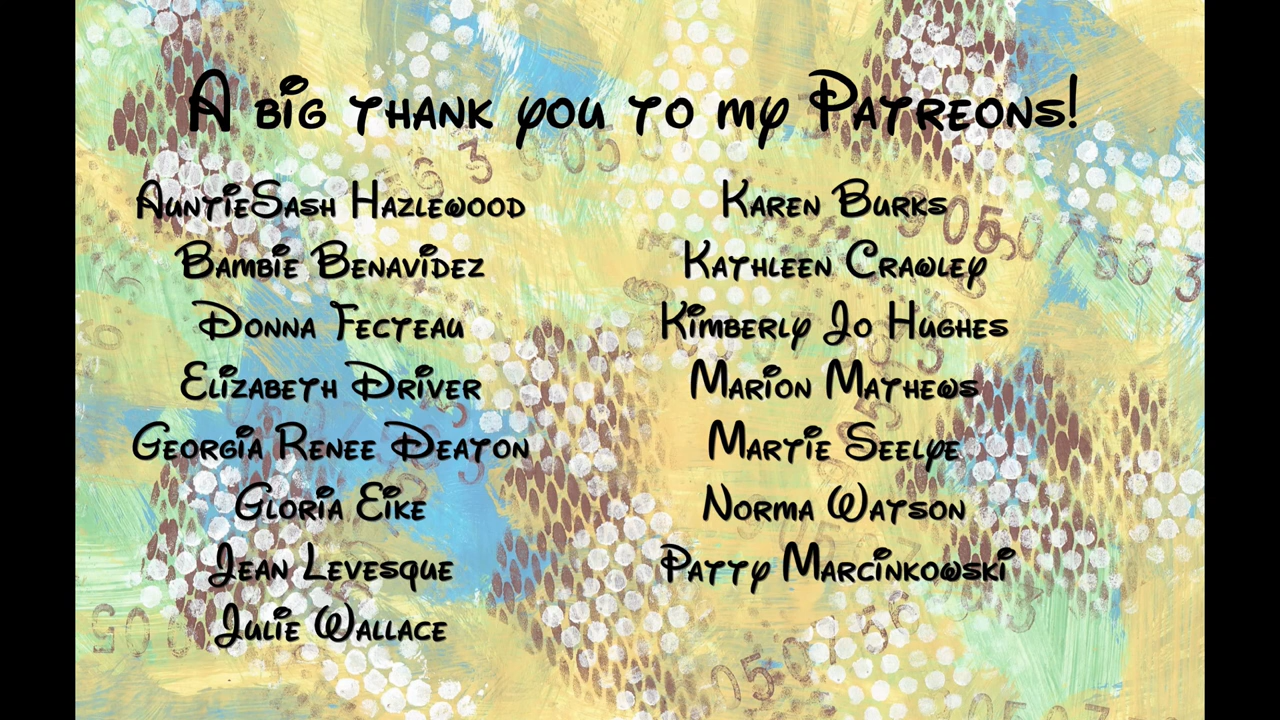 A big thank you to my Patreons!
AuntieSash Hazlewood
Bambie Benavidez
Donna Fecteau
Elizabeth Driver
Georgia Renee Deaton
Gloria Eike
Jean Levesque
Julie Wallace
Karen Burks
Kathleen Crawley
Kimberly Jo Hughes
Marion Mathews
Martie Seelye
Norma Watson
Patty Marcinkowski